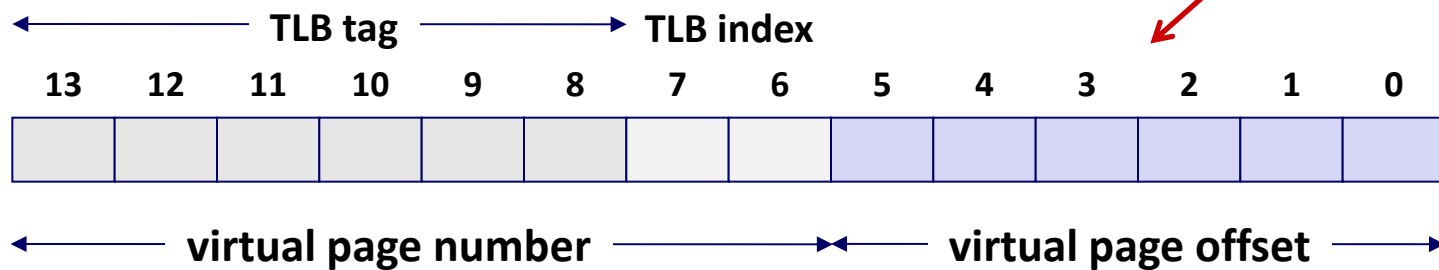 TLB tag TLB index
13 12 11 10 9 8 7 6 5 4 3 2 1 0
virtual page number virtual page offset